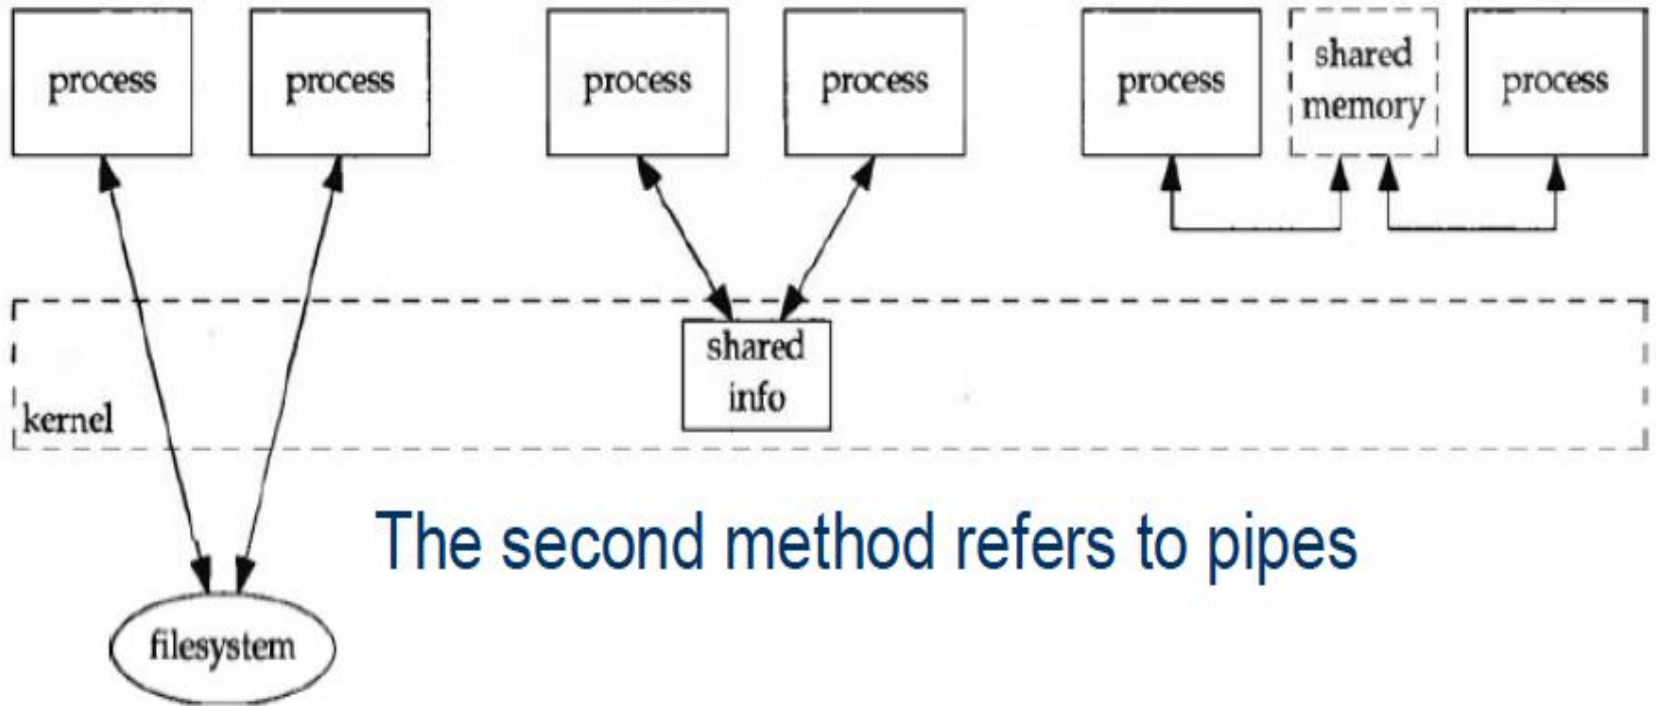 process
process
process
process
process
shared
memory
process
shared
info
kernel
The second method refers to pipes
filesystem